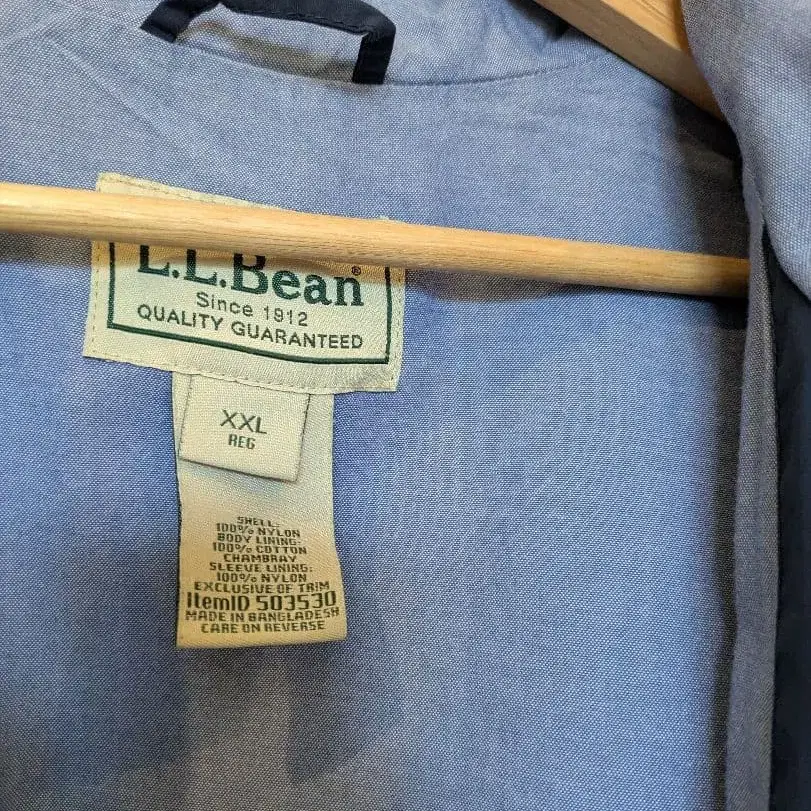 L.L.Bean®
Since 1912
QUALITY GUARANTEED
XXL
REG
SHELL:
100% NYLON
BODY LINING:
100% COTTON
CHAMBRAY
SLEEVE LINING:
100% NYLON
EXCLUSIVE OF TRIM
ItemID 503530
MADE IN BANGLADESH
CARE ON REVERSE